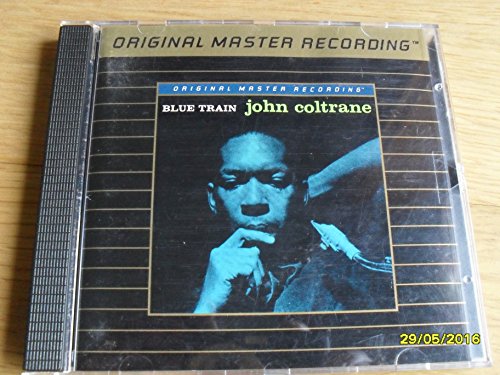 ORIGINAL MASTER RECORDING™
ORIGINAL MASTER RECORDING™
BLUE TRAIN john coltrane
29/05/2016